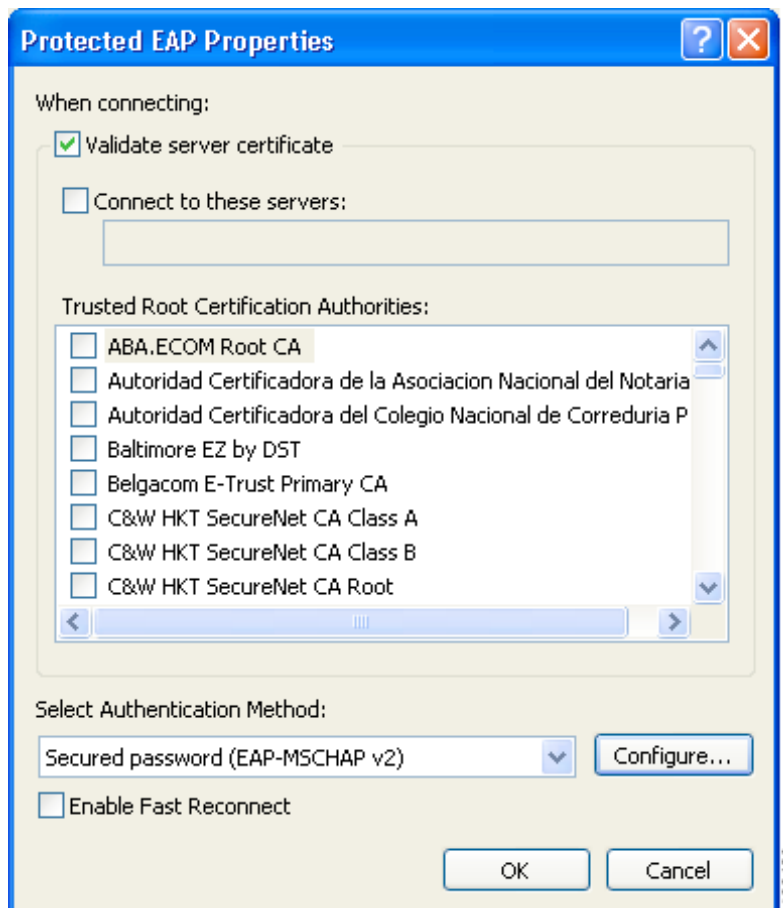 Protected EAP Properties
When connecting:
Validate server certificate
Connect to these servers:
Trusted Root Certification Authorities:
ABA.ECOM Root CA
Autoridad Certificadora de la Asociacion Nacional del Notaria
Autoridad Certificadora del Colegio Nacional de Correduria P
Baltimore EZ by DST
Belgacom E-Trust Primary CA
C&W HKT SecureNet CA Class A
C&W HKT SecureNet CA Class B
C&W HKT SecureNet CA Root
Select Authentication Method:
Secured password (EAP-MSCHAP v2) Configure...
Enable Fast Reconnect
OK Cancel